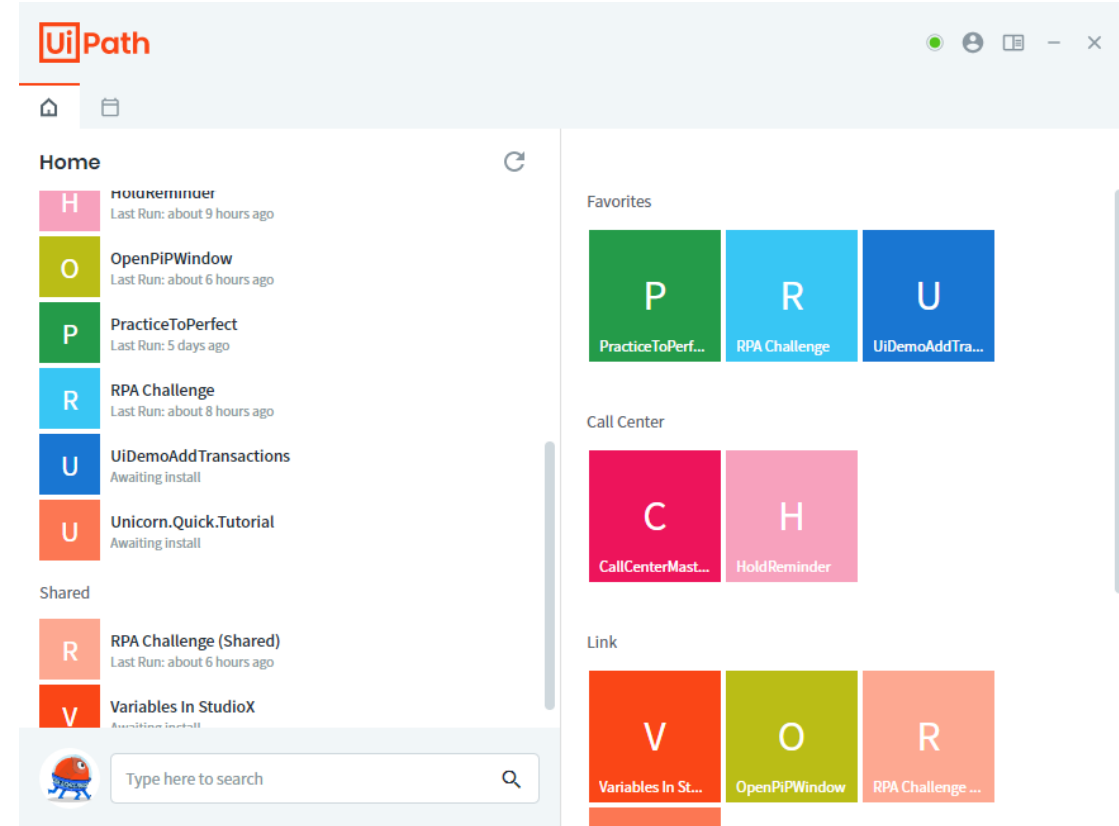 UiPath
Home
H
HoldReminder
Last Run: about 9 hours ago
O
OpenPiPWindow
Last Run: about 6 hours ago
P
PracticeToPerfect
Last Run: 5 days ago
R
RPA Challenge
Last Run: about 8 hours ago
U
UiDemoAddTransactions
Awaiting install
U
Unicorn.Quick.Tutorial
Awaiting install
Shared
R
RPA Challenge (Shared)
Last Run: about 6 hours ago
V
Variables In StudioX
Awaiting install
Type here to search
Favorites
P
PracticeToPerf...
R
RPA Challenge
U
UiDemoAddTra...
Call Center
C
CallCenterMast...
H
HoldReminder
Link
V
Variables In St...
O
OpenPiPWindow
R
RPA Challenge ...